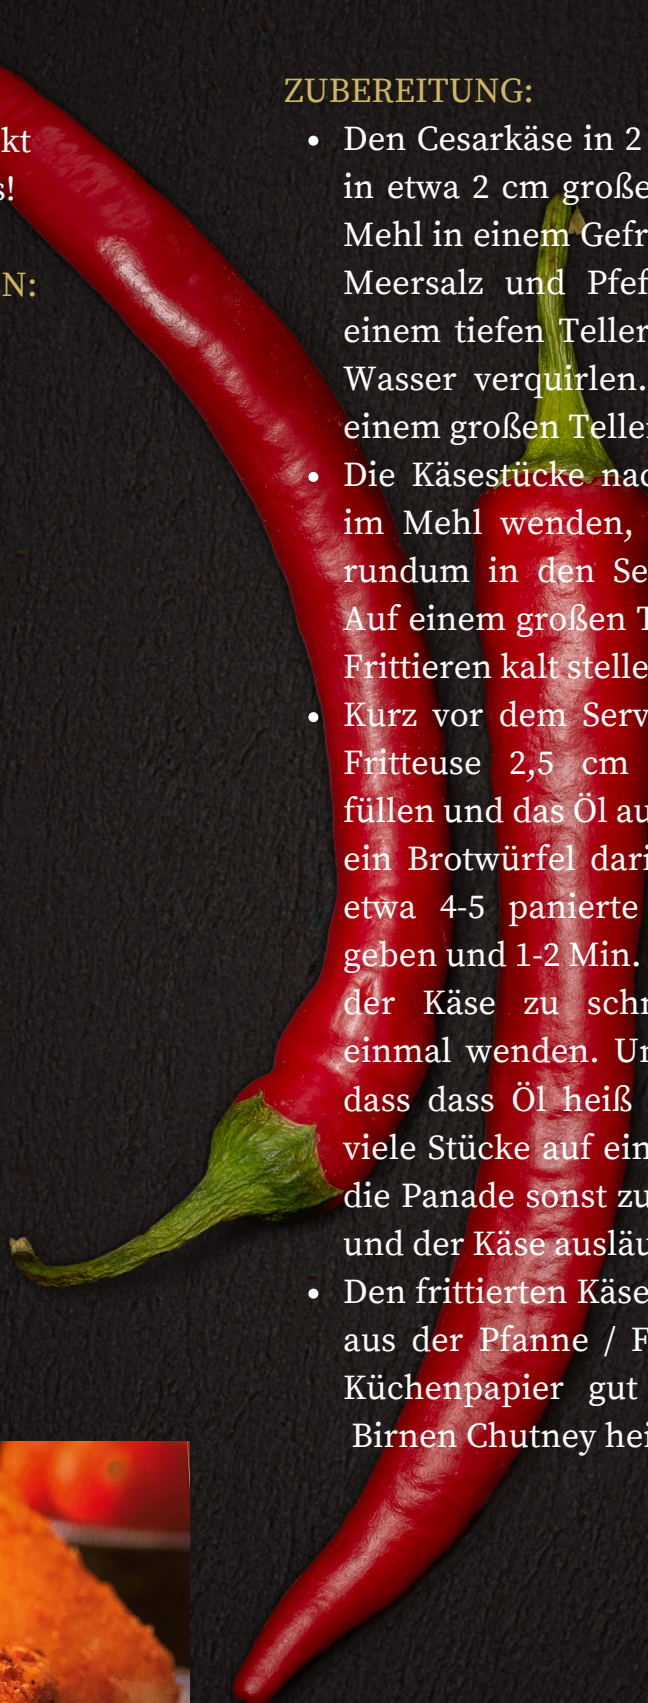 kt
s!
N:
ZUBEREITUNG:
• Den Cesarkäse in 2
in etwa 2 cm große
Mehl in einem Gefr
Meersalz und Pfef
einem tiefen Teller
Wasser verquirlen.
einem großen Teller
• Die Käsestücke nac
im Mehl wenden,
rundum in den Se
Auf einem großen T
Frittieren kalt stelle
• Kurz vor dem Serv
Fritteuse 2,5 cm
füllen und das Öl au
ein Brotwürfel dari
etwa 4-5 panierte
geben und 1-2 Min.
der Käse zu schr
einmal wenden. Un
dass dass Öl heiß
viele Stücke auf ein
die Panade sonst zu
und der Käse ausläu
• Den frittierten Käse
aus der Pfanne / F
Küchenpapier gut
Birnen Chutney hei